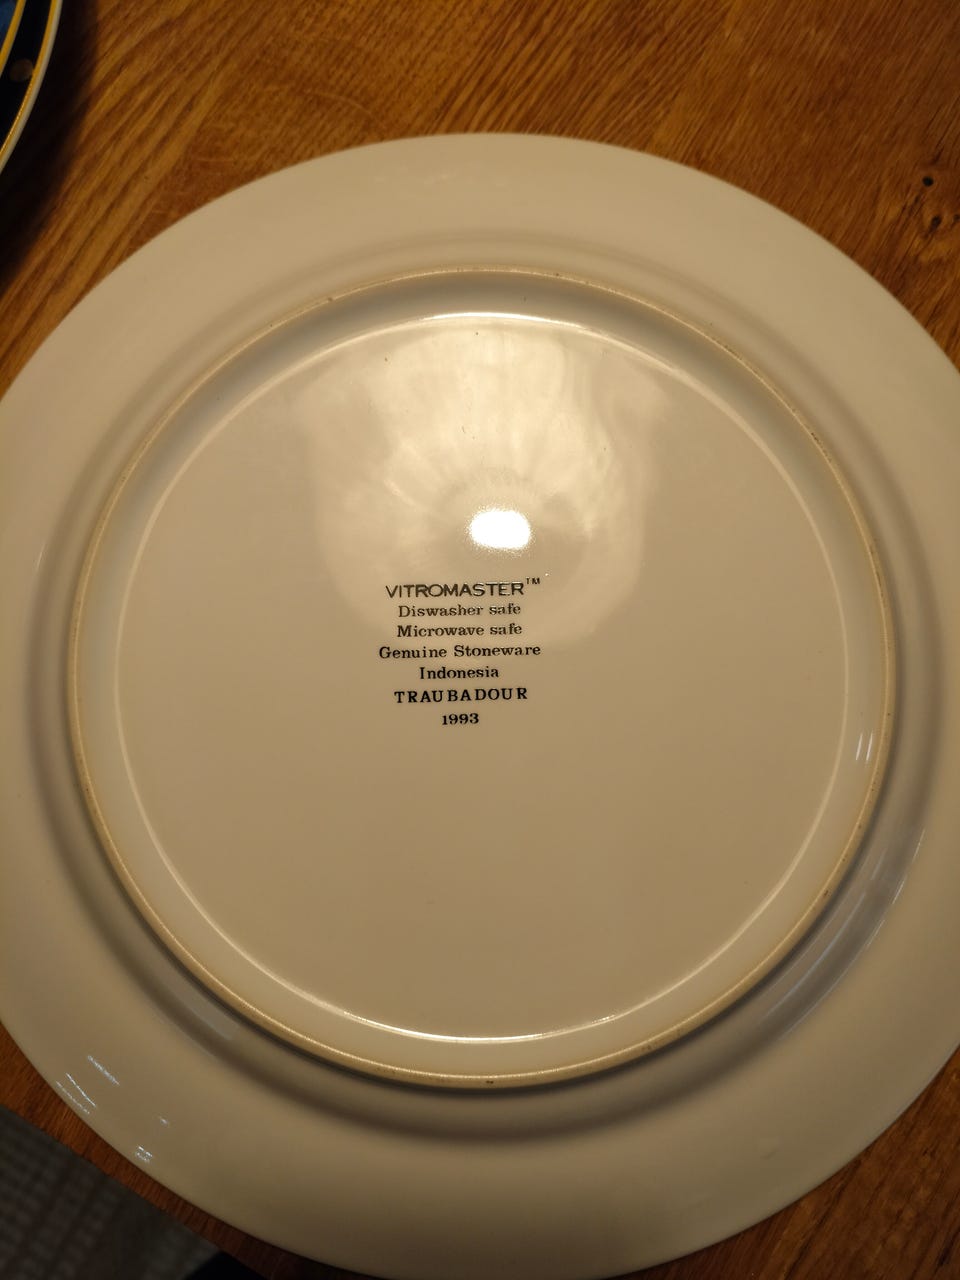 VITROMASTER™
Diswasher safe
Microwave safe
Genuine Stoneware
Indonesia
TRAUBADOUR
1993